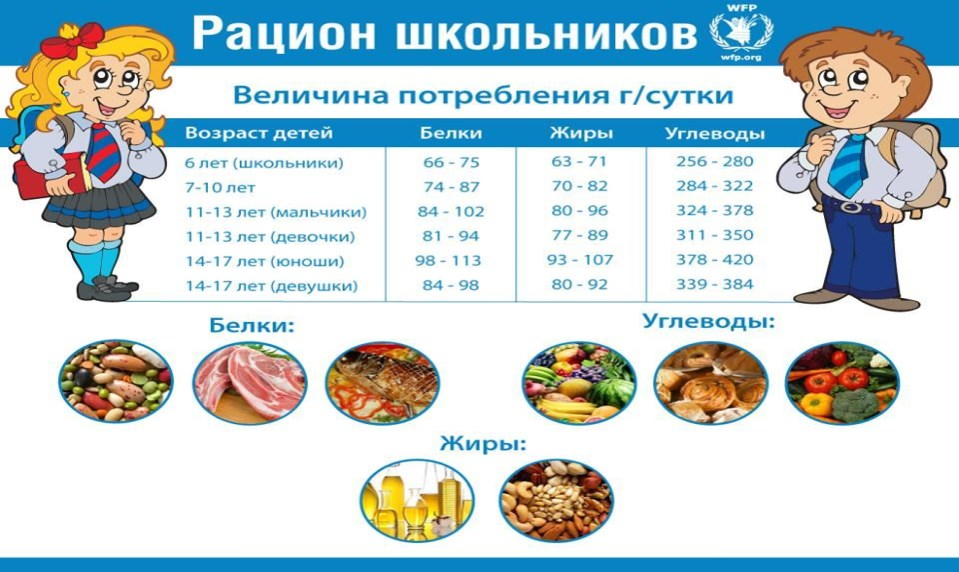 WFP
Рацион школьников
wfp.org
Величина потребления г/сутки
Возраст детей Белки Жиры Углеводы
6 лет (школьники) 66 - 75 63 - 71 256 - 280
7-10 лет 74 - 87 70 - 82 284 - 322
11-13 лет (мальчики) 84 - 102 80 - 96 324 - 378
11-13 лет (девочки) 81 - 94 77 - 89 311 - 350
14-17 лет (юноши) 98 - 113 93 - 107 378 - 420
14-17 лет (девушки) 84 - 98 80 - 92 339 - 384
Белки: Углеводы:
Жиры: